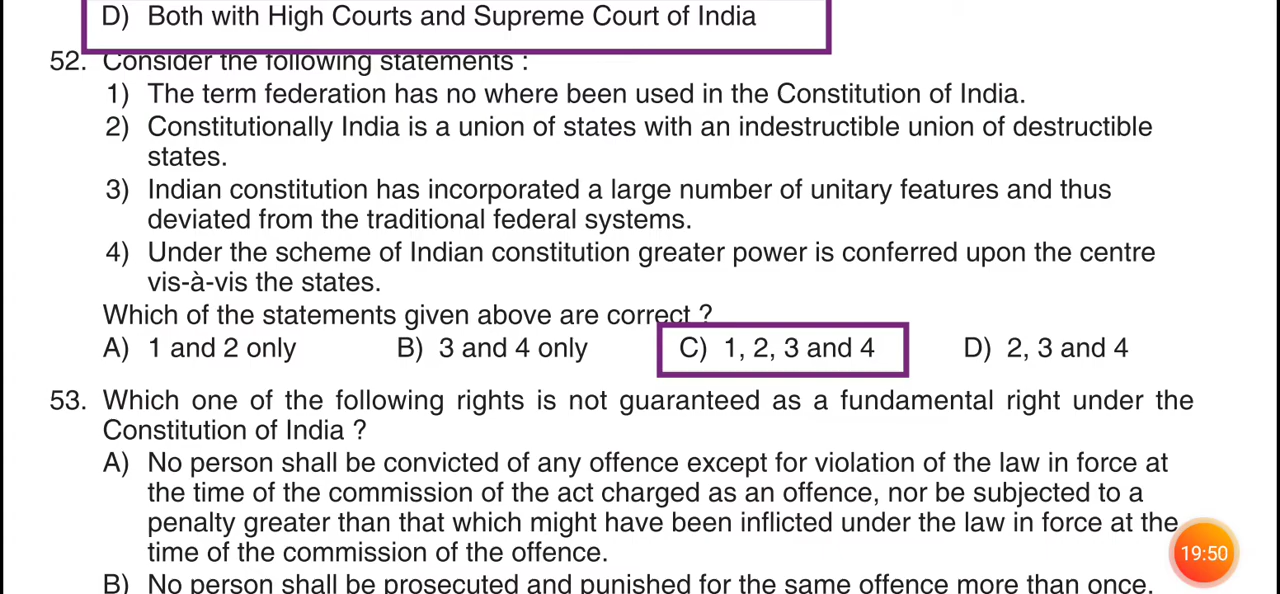 D) Both with High Courts and Supreme Court of India
52. Consider the following statements :
1) The term federation has no where been used in the Constitution of India.
2) Constitutionally India is a union of states with an indestructible union of destructible
states.
3) Indian constitution has incorporated a large number of unitary features and thus
deviated from the traditional federal systems.
4) Under the scheme of Indian constitution greater power is conferred upon the centre
vis-à-vis the states.
Which of the statements given above are correct ?
A) 1 and 2 only B) 3 and 4 only C) 1, 2, 3 and 4 D) 2, 3 and 4
53. Which one of the following rights is not guaranteed as a fundamental right under the
Constitution of India ?
A) No person shall be convicted of any offence except for violation of the law in force at
the time of the commission of the act charged as an offence, nor be subjected to a
penalty greater than that which might have been inflicted under the law in force at the
time of the commission of the offence.
19:50
B) No person shall be prosecuted and punished for the same offence more than once.